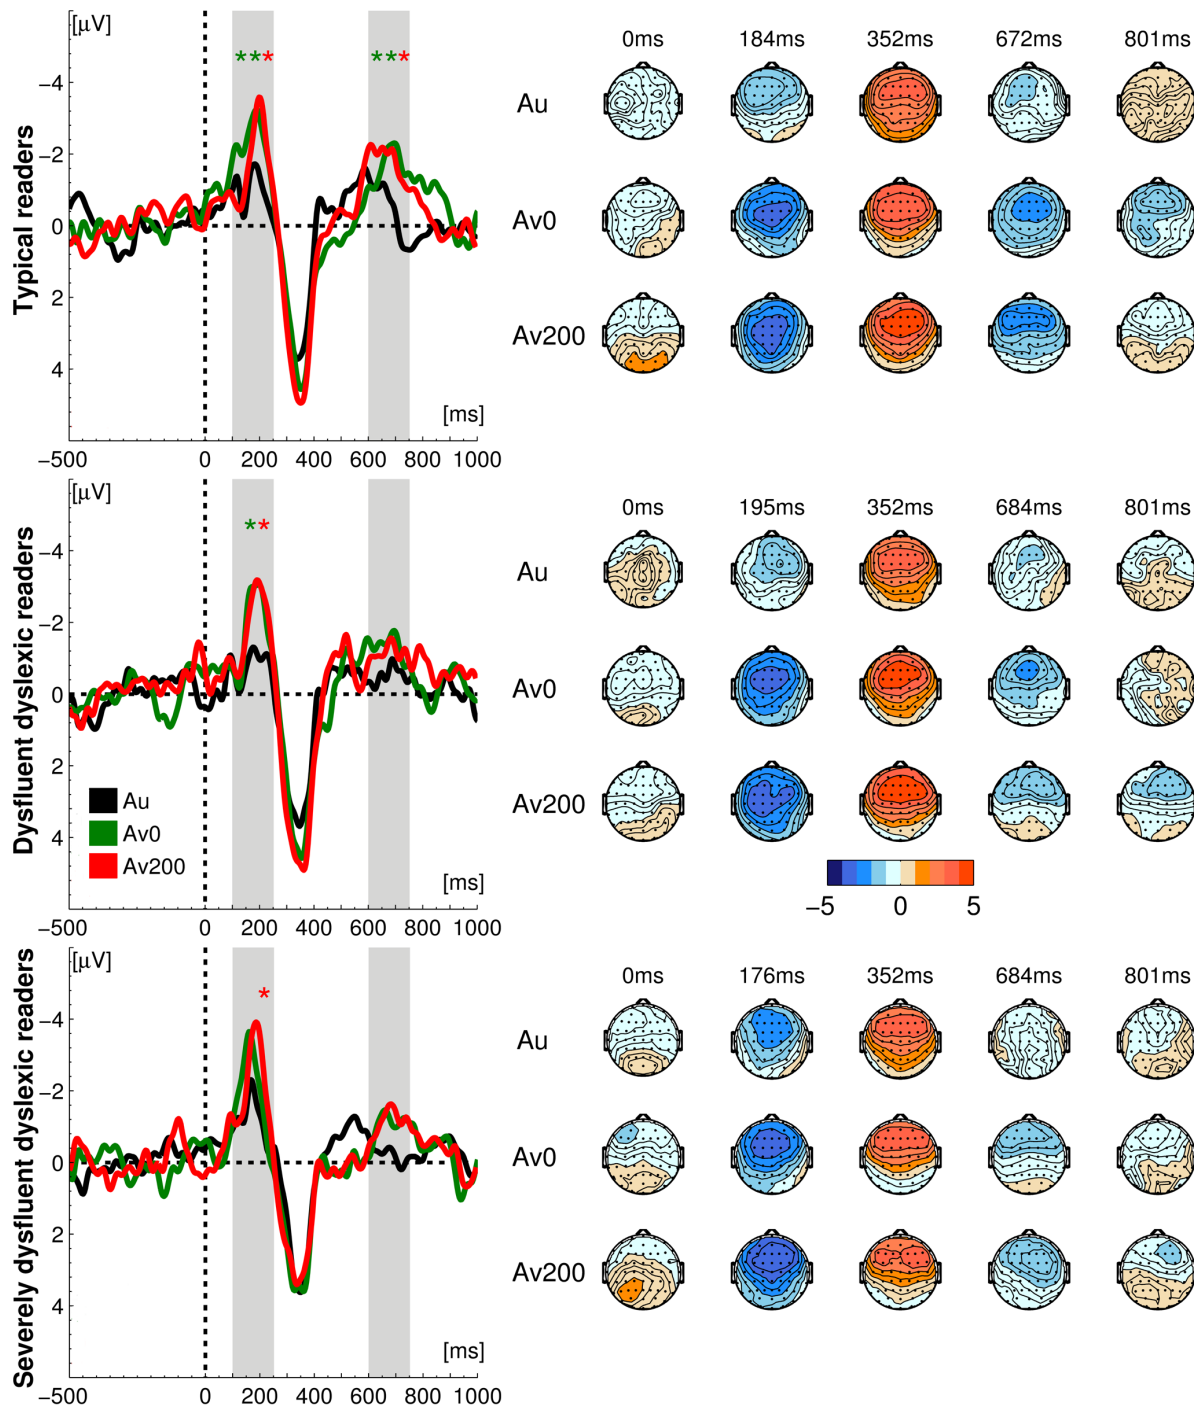 Typical readers
[μV]
−4
−2
0
2
4
[ms]
−500 0 200 400 600 800 1000
** *
** *
0ms 184ms 352ms 672ms 801ms
Au
Av0
Av200
Dysfluent dyslexic readers
[μV]
−4
−2
0
2
4
[ms]
−500 0 200 400 600 800 1000
* *
Au
Av0
Av200
0ms 195ms 352ms 684ms 801ms
Au
Av0
Av200
−5 0 5
Severely dysfluent dyslexic readers
[μV]
−4
−2
0
2
4
[ms]
−500 0 200 400 600 800 1000
*
0ms 176ms 352ms 684ms 801ms
Au
Av0
Av200